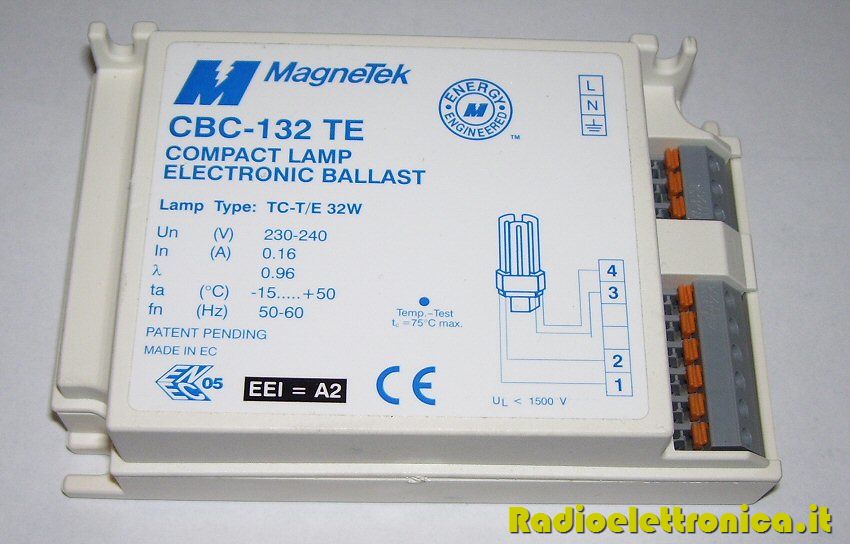 MagneTek
CBC-132 TE
COMPACT LAMP
ELECTRONIC BALLAST
Lamp Type: TC-T/E 32W
Un (V) 230-240
In (A) 0.16
λ 0.96
ta (°C) -15.....+50
fn (Hz) 50-60
PATENT PENDING
MADE IN EC
ENEC 05
EEI = A2
CE
ENERGY
M
ENGINEERED
™
L
N
Temp.-Test
tc =75°C max.
4
3
2
1
UL < 1500 V
Radioelettronica.it